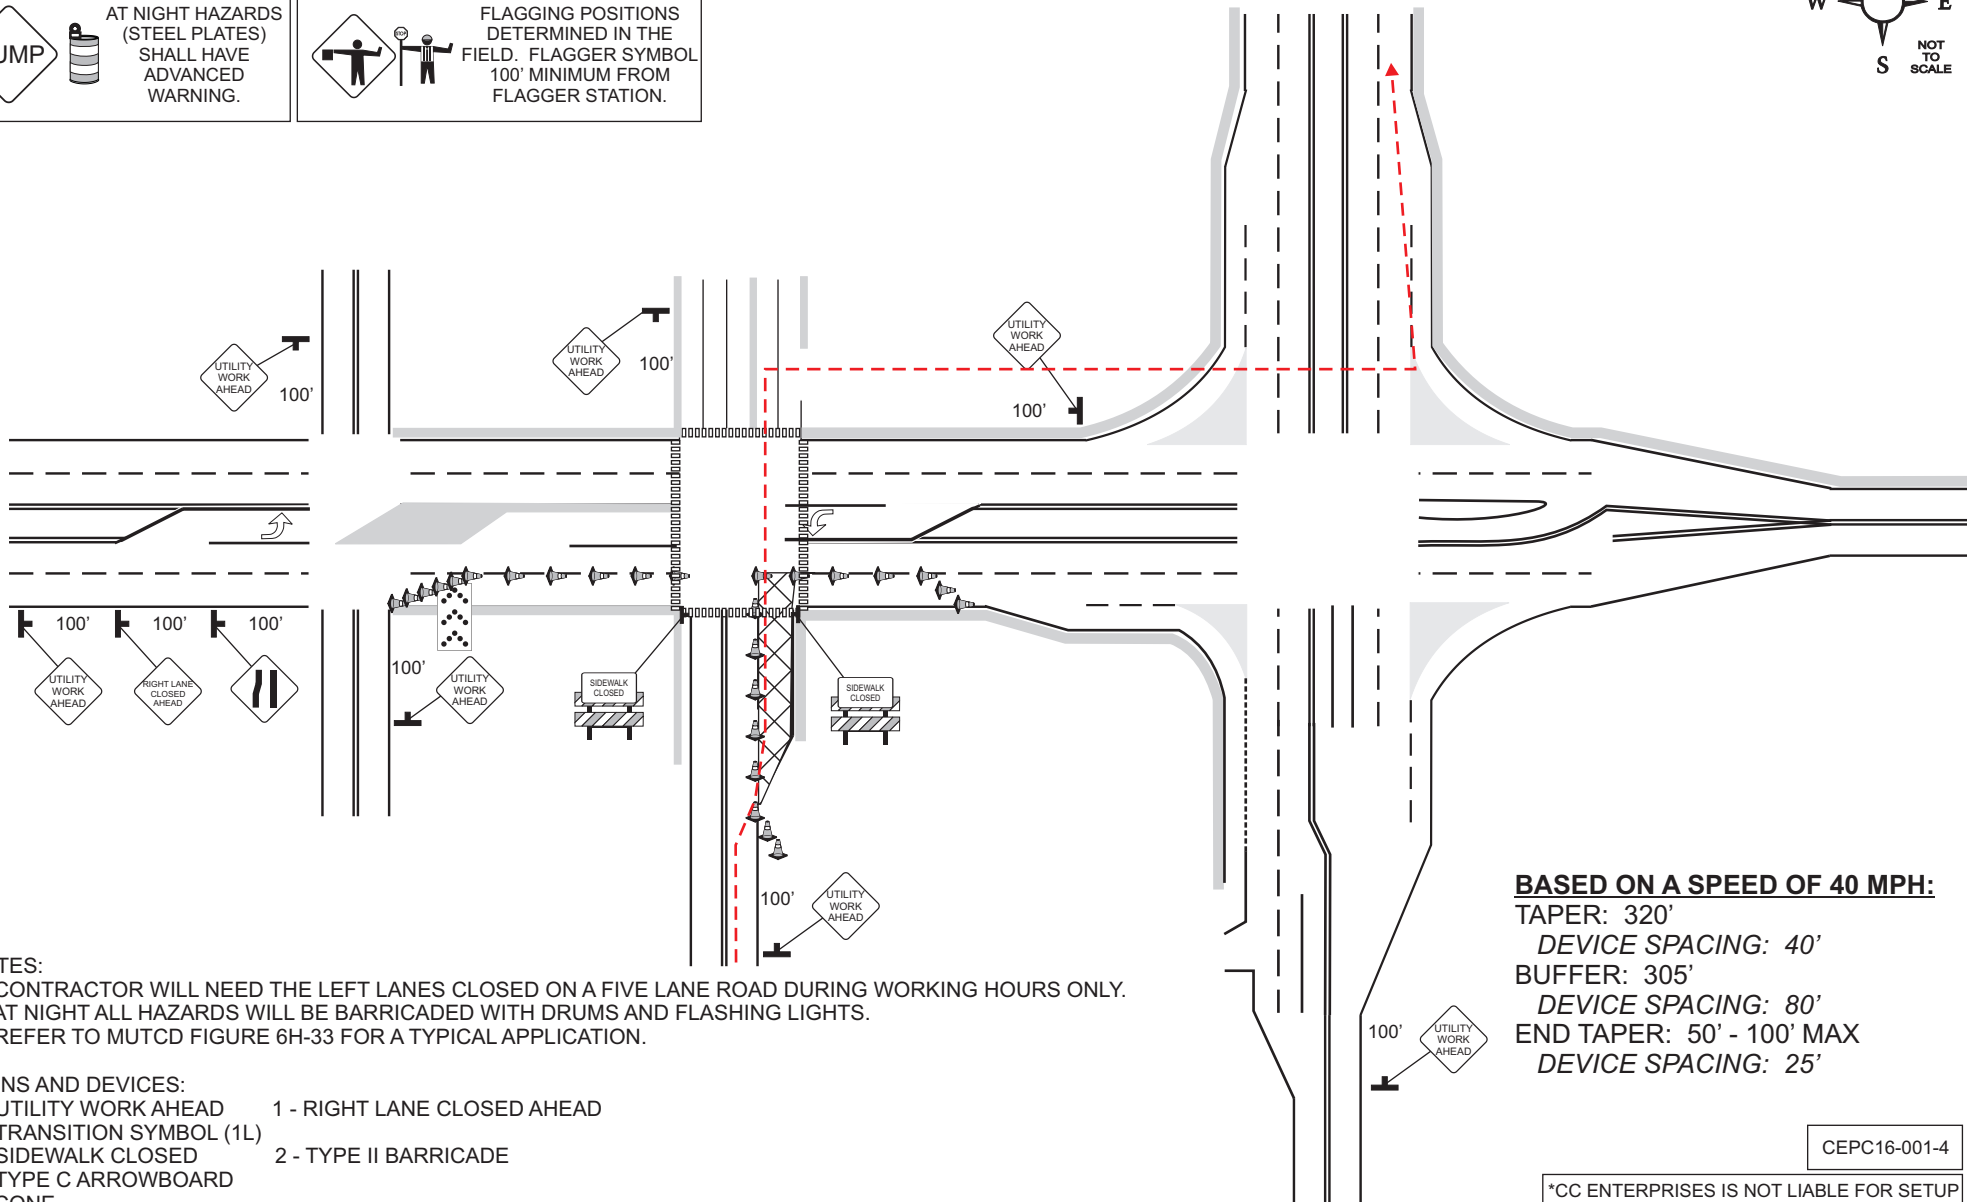 AT NIGHT HAZARDS
(STEEL PLATES)
SHALL HAVE
ADVANCED
WARNING.
FLAGGING POSITIONS
DETERMINED IN THE
FIELD. FLAGGER SYMBOL
100' MINIMUM FROM
FLAGGER STATION.
STOP
W
E
S
NOT
TO
SCALE
UTILITY
WORK
AHEAD
100'
UTILITY
WORK
AHEAD
100'
UTILITY
WORK
AHEAD
100'
100'
100'
100'
UTILITY
WORK
AHEAD
RIGHT LANE
CLOSED
AHEAD
100'
UTILITY
WORK
AHEAD
SIDEWALK
CLOSED
SIDEWALK
CLOSED
100'
UTILITY
WORK
AHEAD
BASED ON A SPEED OF 40 MPH:
TAPER: 320'
DEVICE SPACING: 40'
BUFFER: 305'
DEVICE SPACING: 80'
END TAPER: 50' - 100' MAX
DEVICE SPACING: 25'
100'
UTILITY
WORK
AHEAD
CONTRACTOR WILL NEED THE LEFT LANES CLOSED ON A FIVE LANE ROAD DURING WORKING HOURS ONLY.
AT NIGHT ALL HAZARDS WILL BE BARRICADED WITH DRUMS AND FLASHING LIGHTS.
REFER TO MUTCD FIGURE 6H-33 FOR A TYPICAL APPLICATION.
AND DEVICES:
UTILITY WORK AHEAD 1 - RIGHT LANE CLOSED AHEAD
TRANSITION SYMBOL (1L)
SIDEWALK CLOSED 2 - TYPE II BARRICADE
TYPE C ARROWBOARD
CEPC16-001-4
*CC ENTERPRISES IS NOT LIABLE FOR SETUP